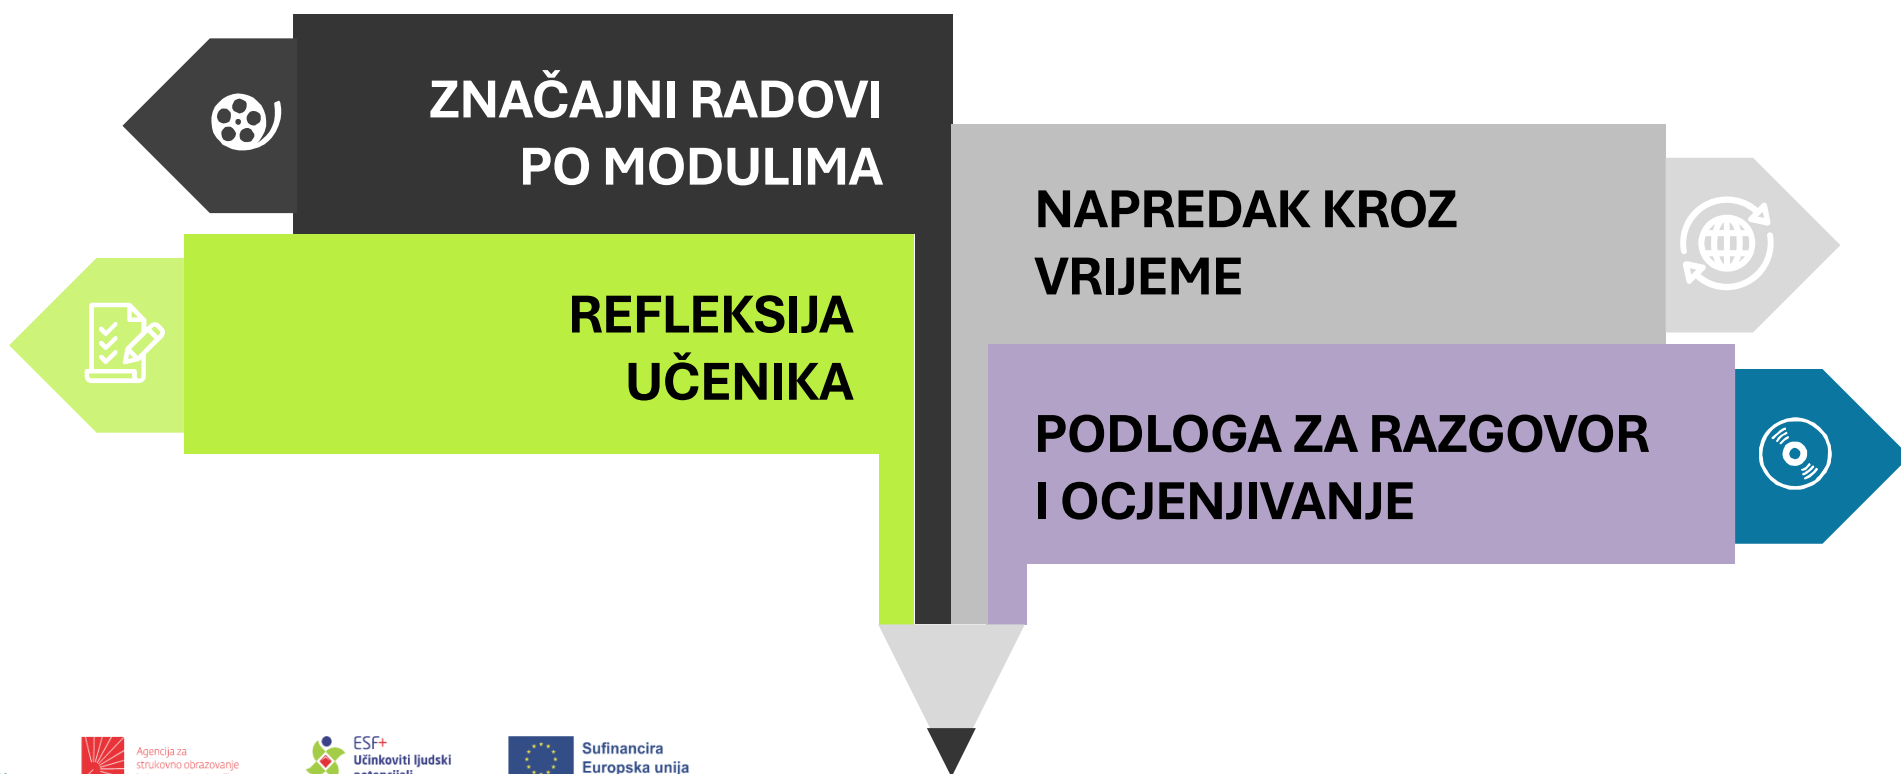 ZNAČAJNI RADOVI
PO MODULIMA
NAPREDAK KROZ
VRIJEME
REFLEKSIJA
UČENIKA
PODLOGA ZA RAZGOVOR
I OCJENJIVANJE
Agencija za
strukovno obrazovanje
ESF+
Učinkoviti ljudski
potencijali
Sufinancira
Europska unija